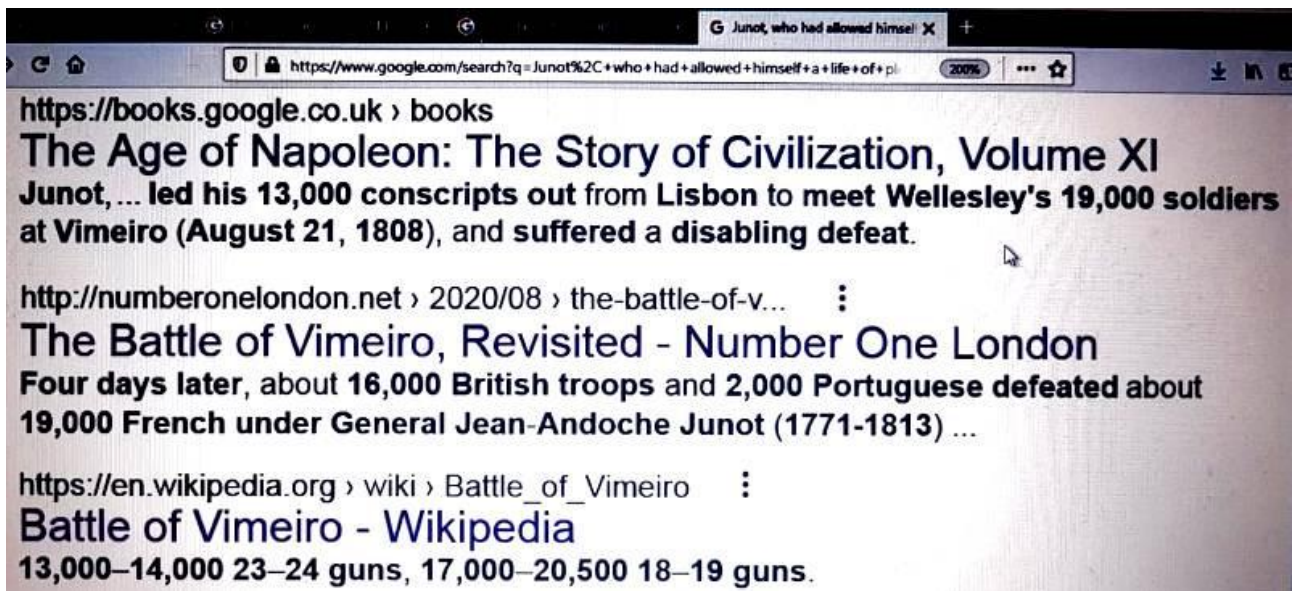 G Junot, who had allowed himsel
https://www.google.com/search?q=Junot%2C+who+had+allowed+himself+a+life+of+pl
200%
https://books.google.co.uk › books
The Age of Napoleon: The Story of Civilization, Volume XI
Junot, ... led his 13,000 conscripts out from Lisbon to meet Wellesley's 19,000 soldiers
at Vimeiro (August 21, 1808), and suffered a disabling defeat.
http://numberonelondon.net › 2020/08 › the-battle-of-v...
The Battle of Vimeiro, Revisited - Number One London
Four days later, about 16,000 British troops and 2,000 Portuguese defeated about
19,000 French under General Jean-Andoche Junot (1771-1813) ...
https://en.wikipedia.org › wiki › Battle_of_Vimeiro
Battle of Vimeiro - Wikipedia
13,000–14,000 23–24 guns, 17,000–20,500 18–19 guns.